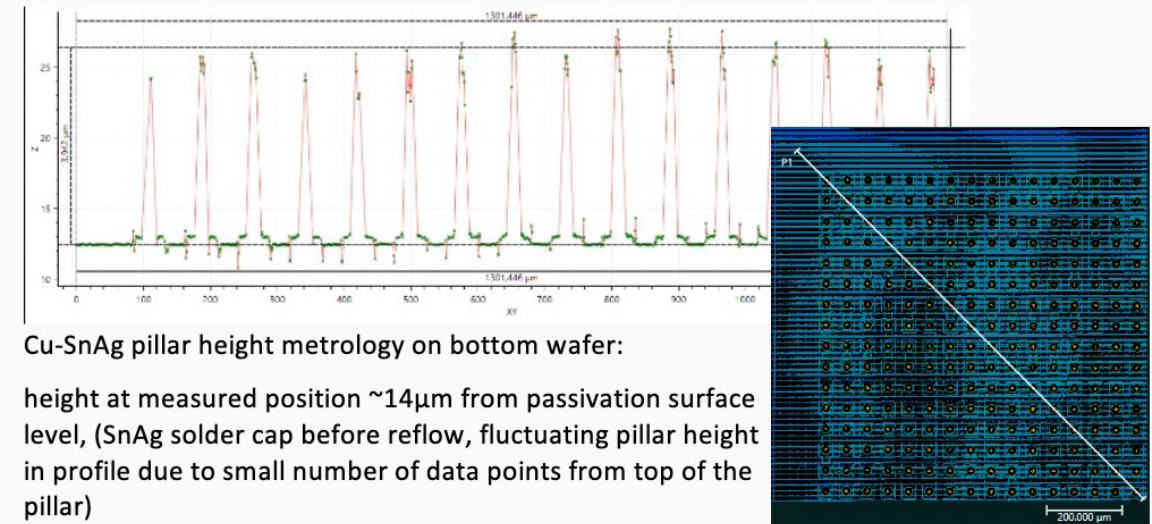 1301.446 µm
25
20
15
10
Z
0 100 200 300 400 500 600 700 800 900 1000
XY
1301.446 µm
P1
200.000 µm
Cu-SnAg pillar height metrology on bottom wafer:
height at measured position ~14µm from passivation surface
level, (SnAg solder cap before reflow, fluctuating pillar height
in profile due to small number of data points from top of the
pillar)